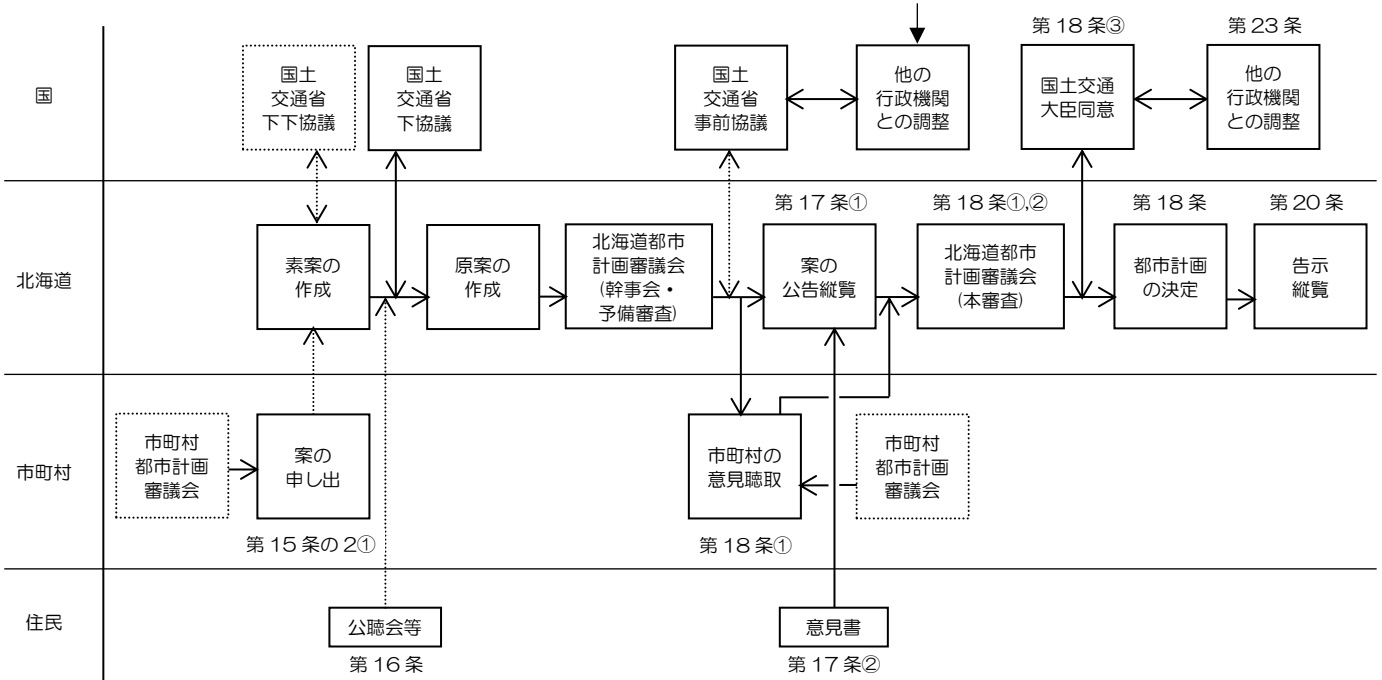 第18条③
第23条
国
国土
交通省
下下協議
国土
交通省
下協議
国土
交通省
事前協議
他の
行政機関
との調整
国土交通
大臣同意
他の
行政機関
との調整
第17条①
第18条①,②
第18条
第20条
北海道
素案の
作成
原案の
作成
北海道都市
計画審議会
(幹事会・
予備審査)
案の
公告縦覧
北海道都市
計画審議会
(本審査)
都市計画
の決定
告示
縦覧
市町村
市町村
都市計画
審議会
案の
申し出
市町村の
意見聴取
市町村
都市計画
審議会
第15条の2①
第18条①
住民
公聴会等
意見書
第16条
第17条②